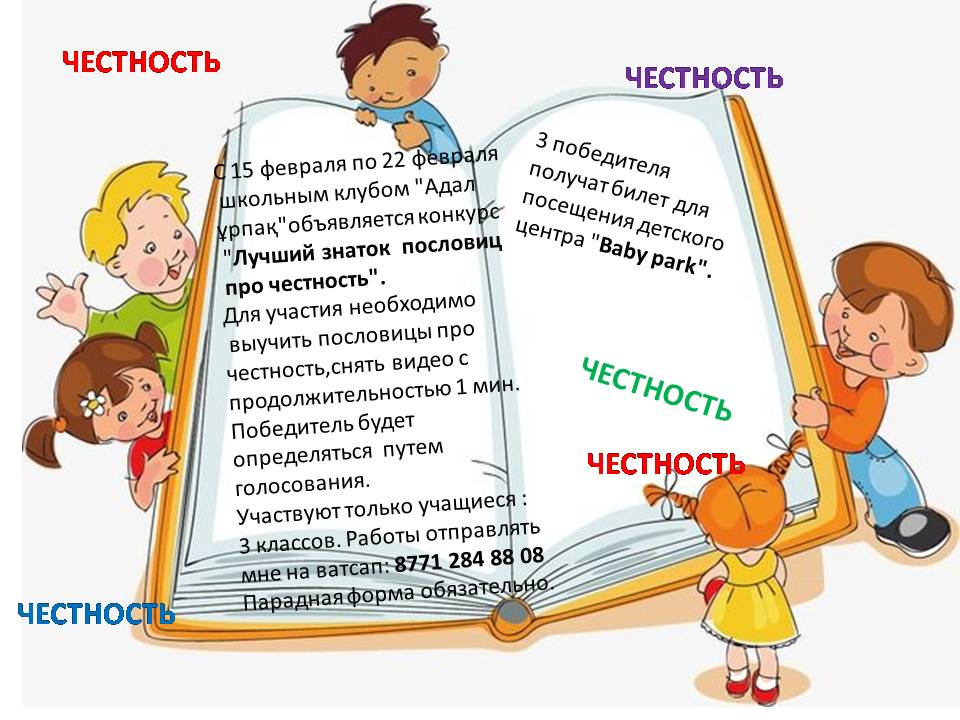 ЧЕСТНОСТЬ
ЧЕСТНОСТЬ
С 15 февраля по 22 февраля
школьным клубом "Адал
ұрпақ"объявляется конкурс
"Лучший знаток пословиц
про честность".
Для участия необходимо
выучить пословицы про
честность,снять видео с
продолжительностью 1 мин.
Победитель будет
определяться путем
голосования.
Участвуют только учащиеся :
3 классов. Работы отправлять
мне на ватсап: 8771 284 88 08
Парадная форма обязательно.
3 победителя
получат билет для
посещения детского
центра "Baby park".
ЧЕСТНОСТЬ
ЧЕСТНОСТЬ
ЧЕСТНОСТЬ